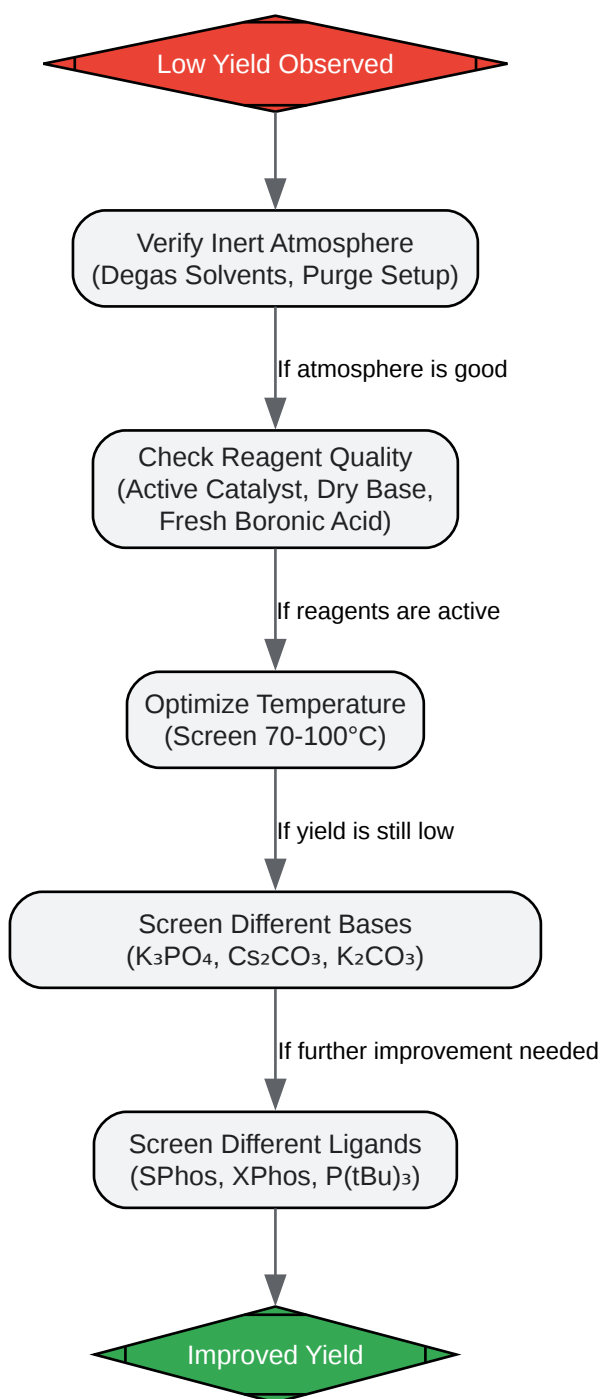 Low Yield Observed
Verify Inert Atmosphere
(Degas Solvents, Purge Setup)
If atmosphere is good
Check Reagent Quality
(Active Catalyst, Dry Base,
Fresh Boronic Acid)
If reagents are active
Optimize Temperature
(Screen 70-100°C)
If yield is still low
Screen Different Bases
(K₃PO₄, Cs₂CO₃, K₂CO₃)
If further improvement needed
Screen Different Ligands
(SPhos, XPhos, P(tBu)₃)
Improved Yield